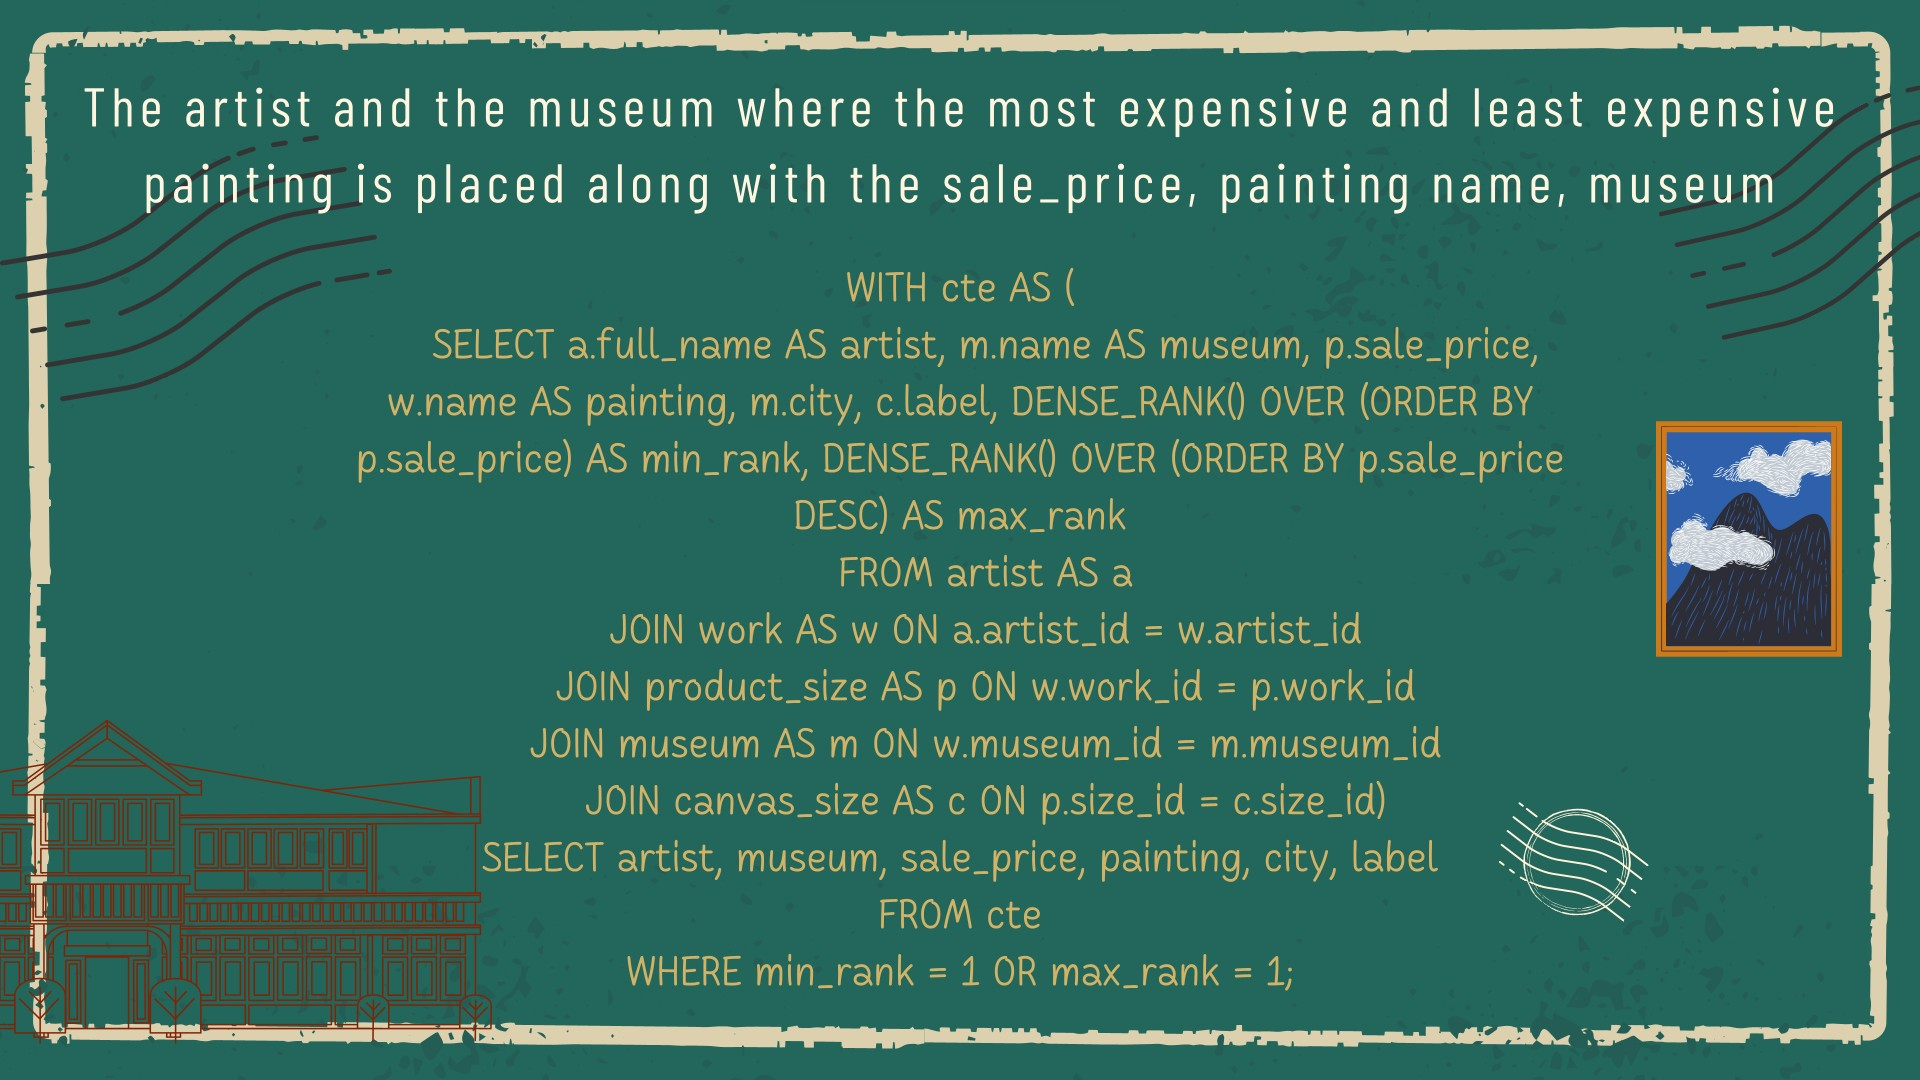 The artist and the museum where the most expensive and least expensive
painting is placed along with the sale_price, painting name, museum
WITH cte AS (
SELECT a.full_name AS artist, m.name AS museum, p.sale_price,
w.name AS painting, m.city, c.label, DENSE_RANK() OVER (ORDER BY
p.sale_price) AS min_rank, DENSE_RANK() OVER (ORDER BY p.sale_price
DESC) AS max_rank
FROM artist AS a
JOIN work AS w ON a.artist_id = w.artist_id
JOIN product_size AS p ON w.work_id = p.work_id
JOIN museum AS m ON w.museum_id = m.museum_id
JOIN canvas_size AS c ON p.size_id = c.size_id)
SELECT artist, museum, sale_price, painting, city, label
FROM cte
WHERE min_rank = 1 OR max_rank = 1;